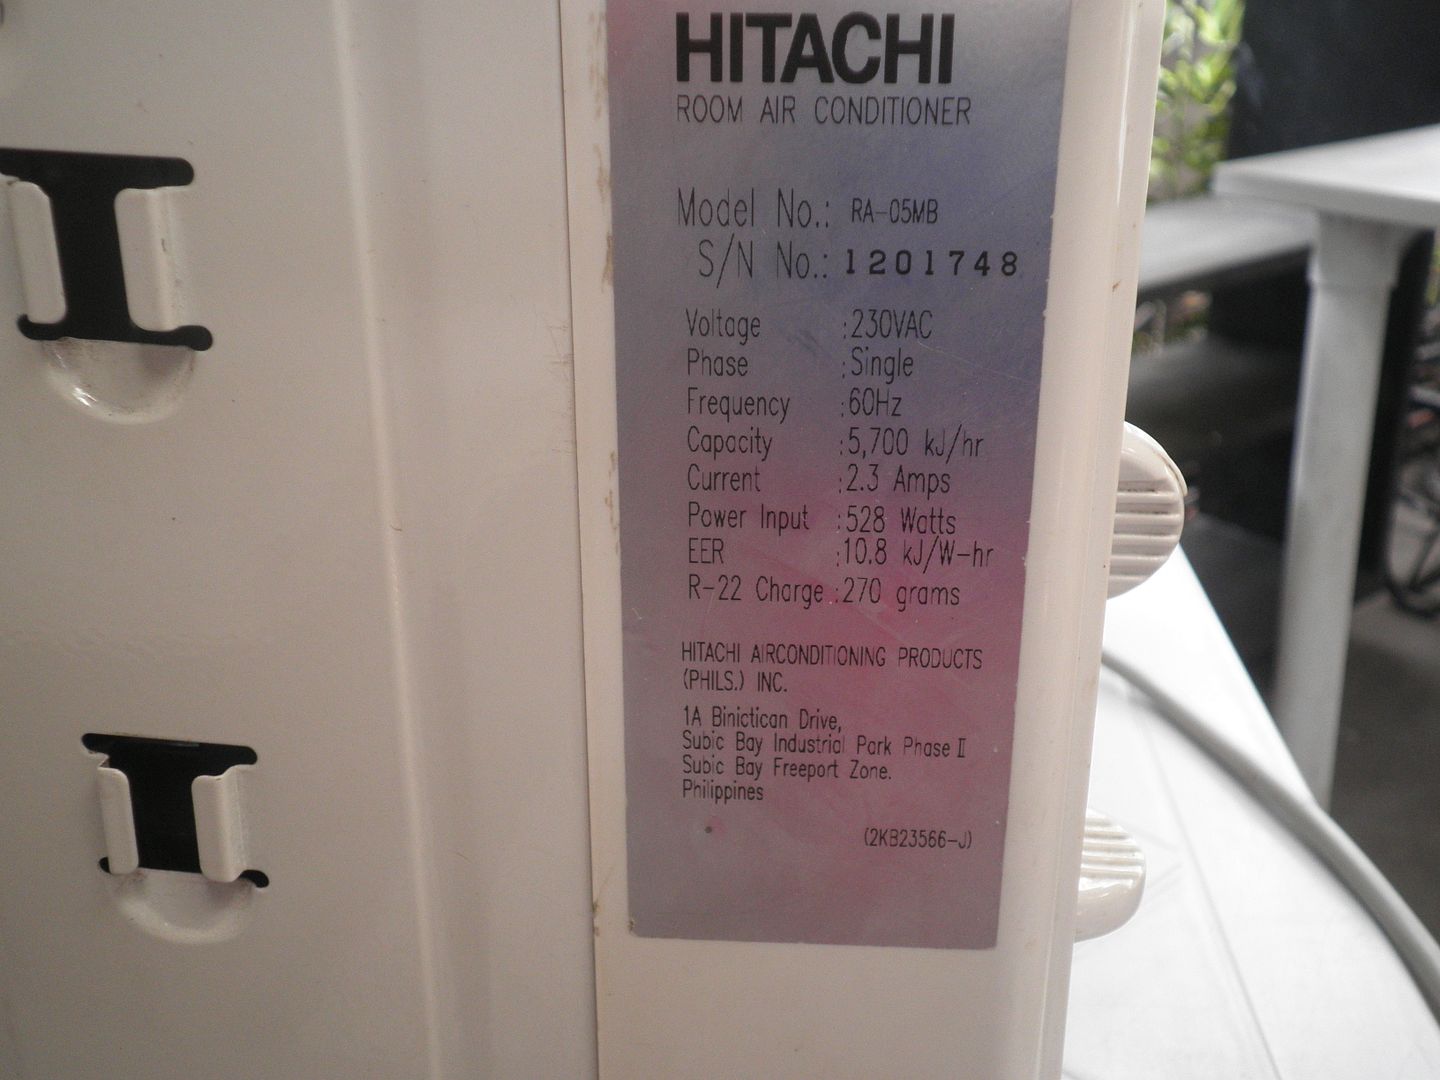 HITACHI
ROOM AIR CONDITIONER
Model No.: RA-05MB
S/N No.: 1201748
Voltage :230VAC
Phase :Single
Frequency :60Hz
Capacity :5,700 kJ/hr
Current :2.3 Amps
Power Input :528 Watts
EER :10.8 kJ/W-hr
R-22 Charge :270 grams
HITACHI AIRCONDITIONING PRODUCTS
(PHILS.) INC.
1A Binictican Drive,
Subic Bay Industrial Park Phase II
Subic Bay Freeport Zone.
Philippines
(2KB23566-J)